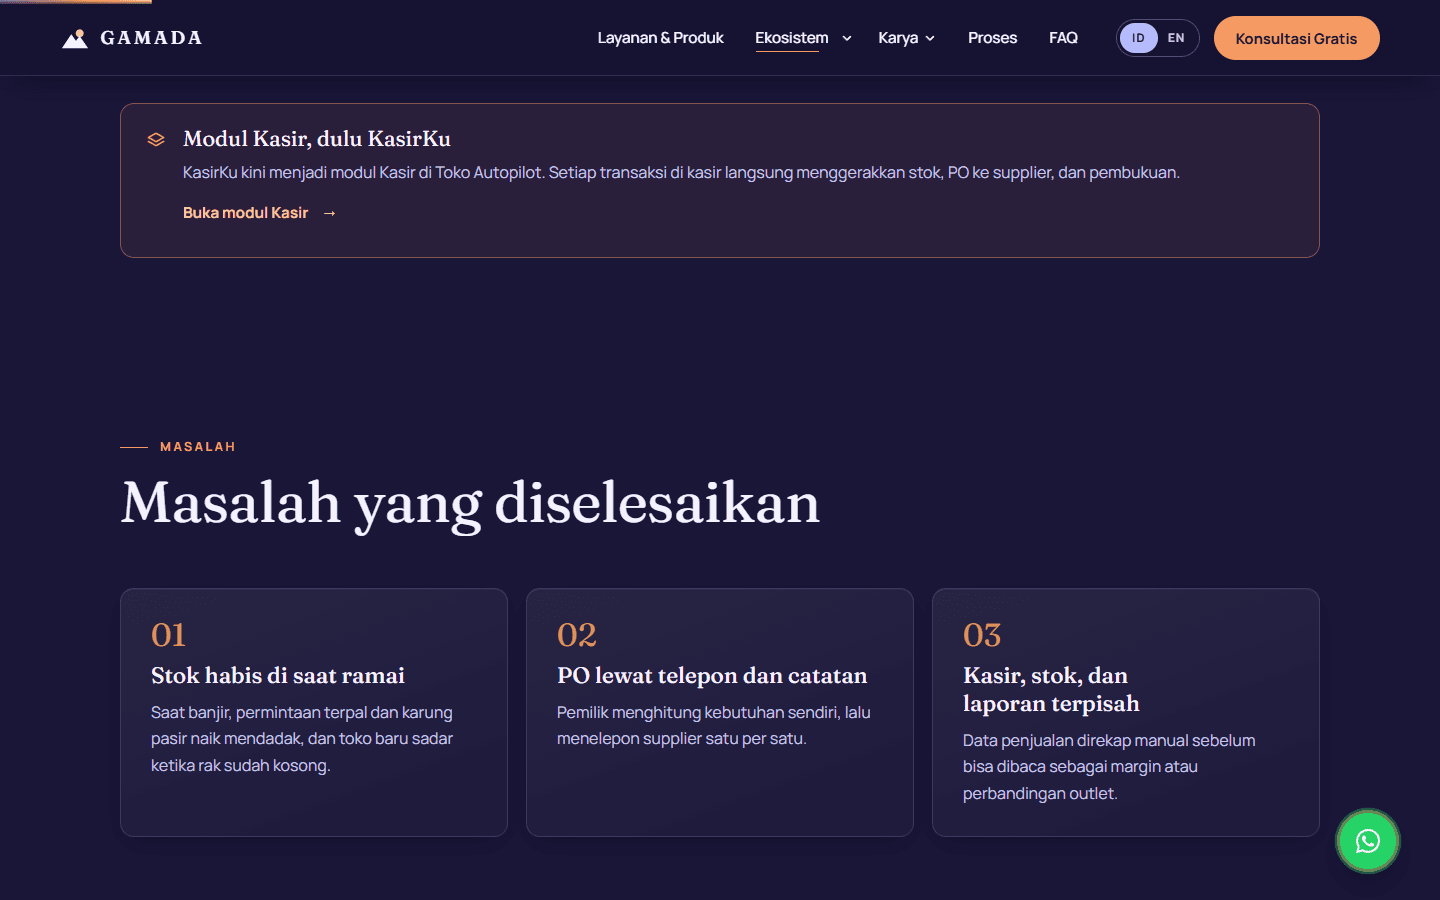 GAMADA
Layanan & Produk
Ekosistem
Karya
Proses
FAQ
ID
EN
Konsultasi Gratis
Modul Kasir, dulu KasirKu
KasirKu kini menjadi modul Kasir di Toko Autopilot. Setiap transaksi di kasir langsung menggerakkan stok, PO ke supplier, dan pembukuan.
Buka modul Kasir →
MASALAH
Masalah yang diselesaikan
01
Stok habis di saat ramai
Saat banjir, permintaan terpal dan karung
pasir naik mendadak, dan toko baru sadar
ketika rak sudah kosong.
02
PO lewat telepon dan catatan
Pemilik menghitung kebutuhan sendiri, lalu
menelepon supplier satu per satu.
03
Kasir, stok, dan
laporan terpisah
Data penjualan direkap manual sebelum
bisa dibaca sebagai margin atau
perbandingan outlet.